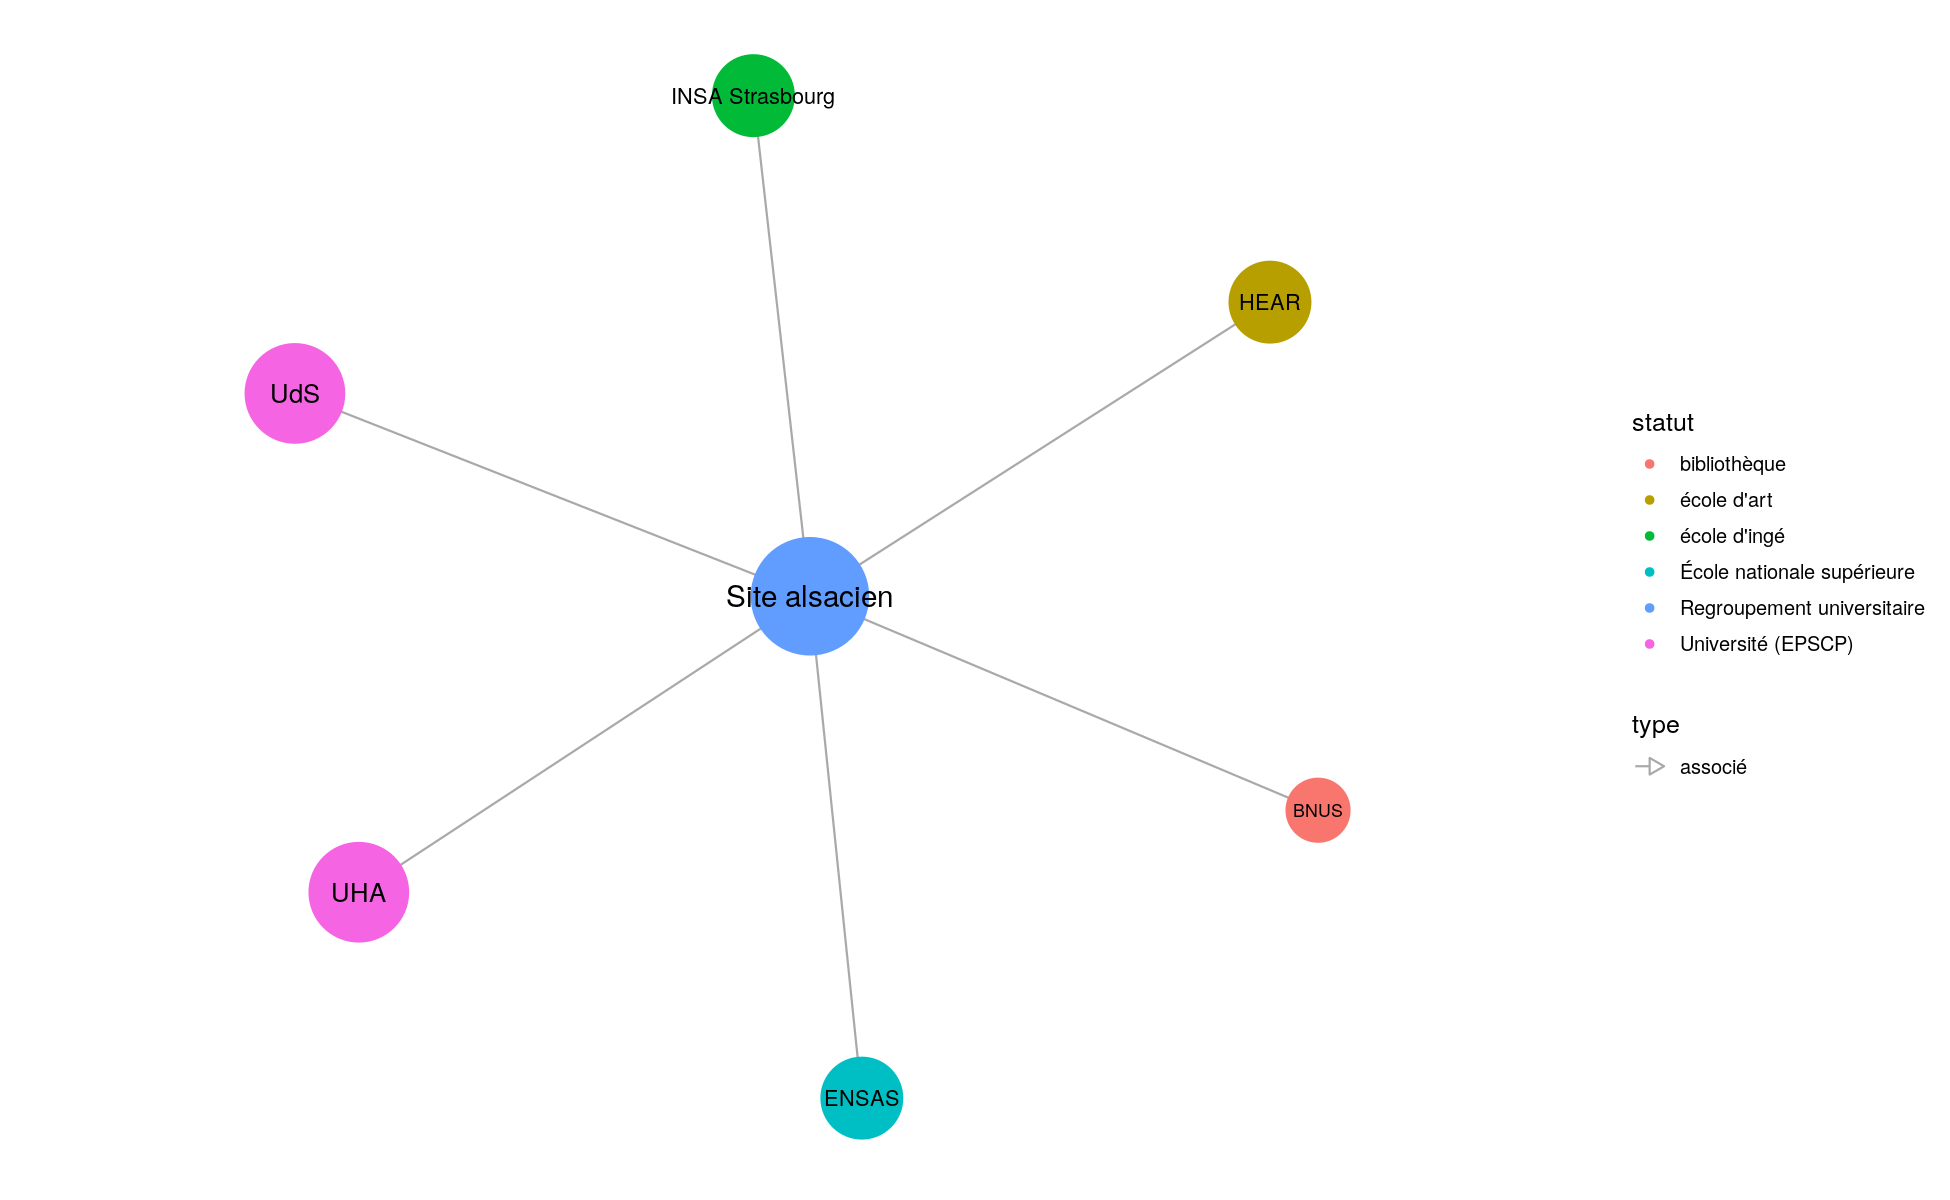 INSA Strasbourg
HEAR
UdS
Site alsacien
BNUS
UHA
ENSAS
statut
bibliothèque
école d'art
école d'ingé
École nationale supérieure
Regroupement universitaire
Université (EPSCP)
type
associé